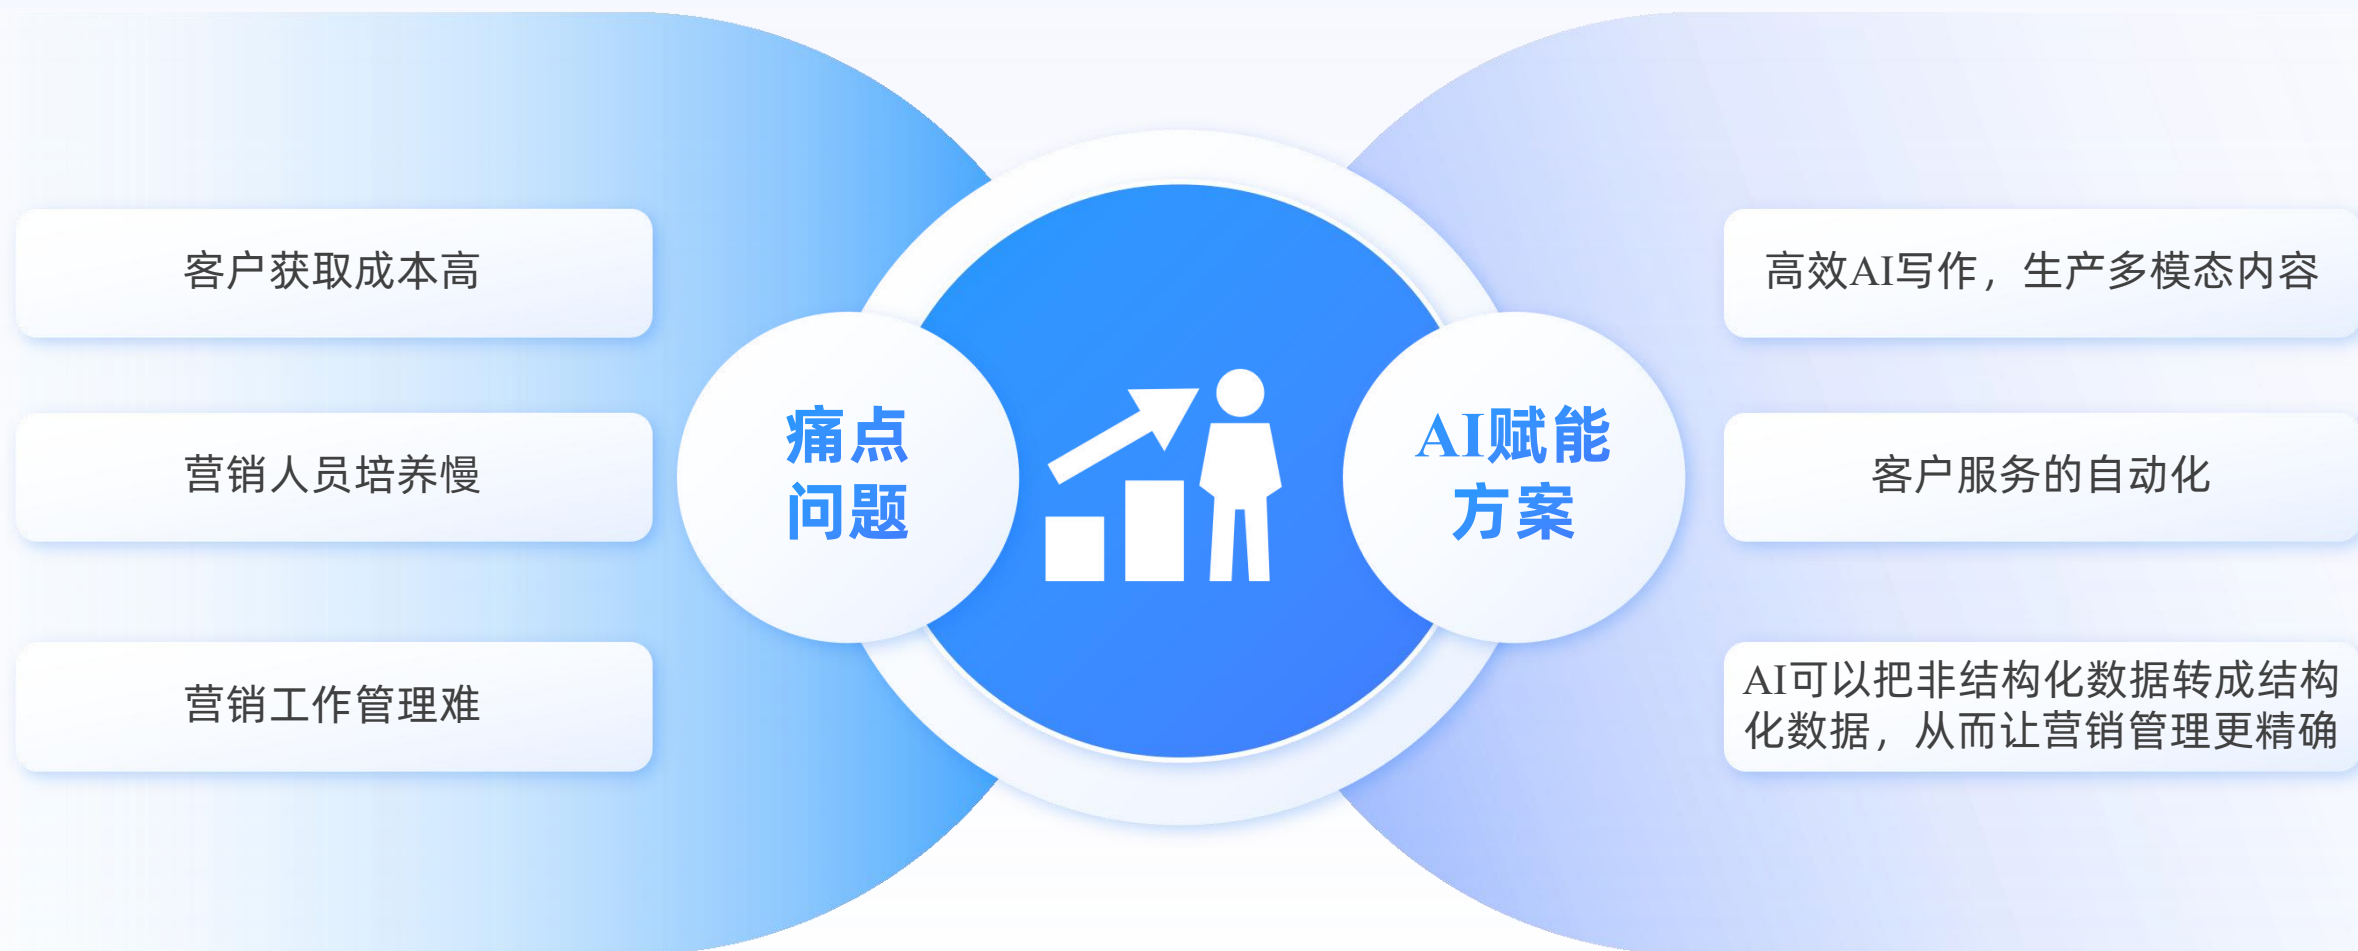 客户获取成本高
营销人员培养慢
营销工作管理难
痛点
问题
AI赋能
方案
高效AI写作，生产多模态内容
客户服务的自动化
AI可以把非结构化数据转成结构
化数据，从而让营销管理更精确